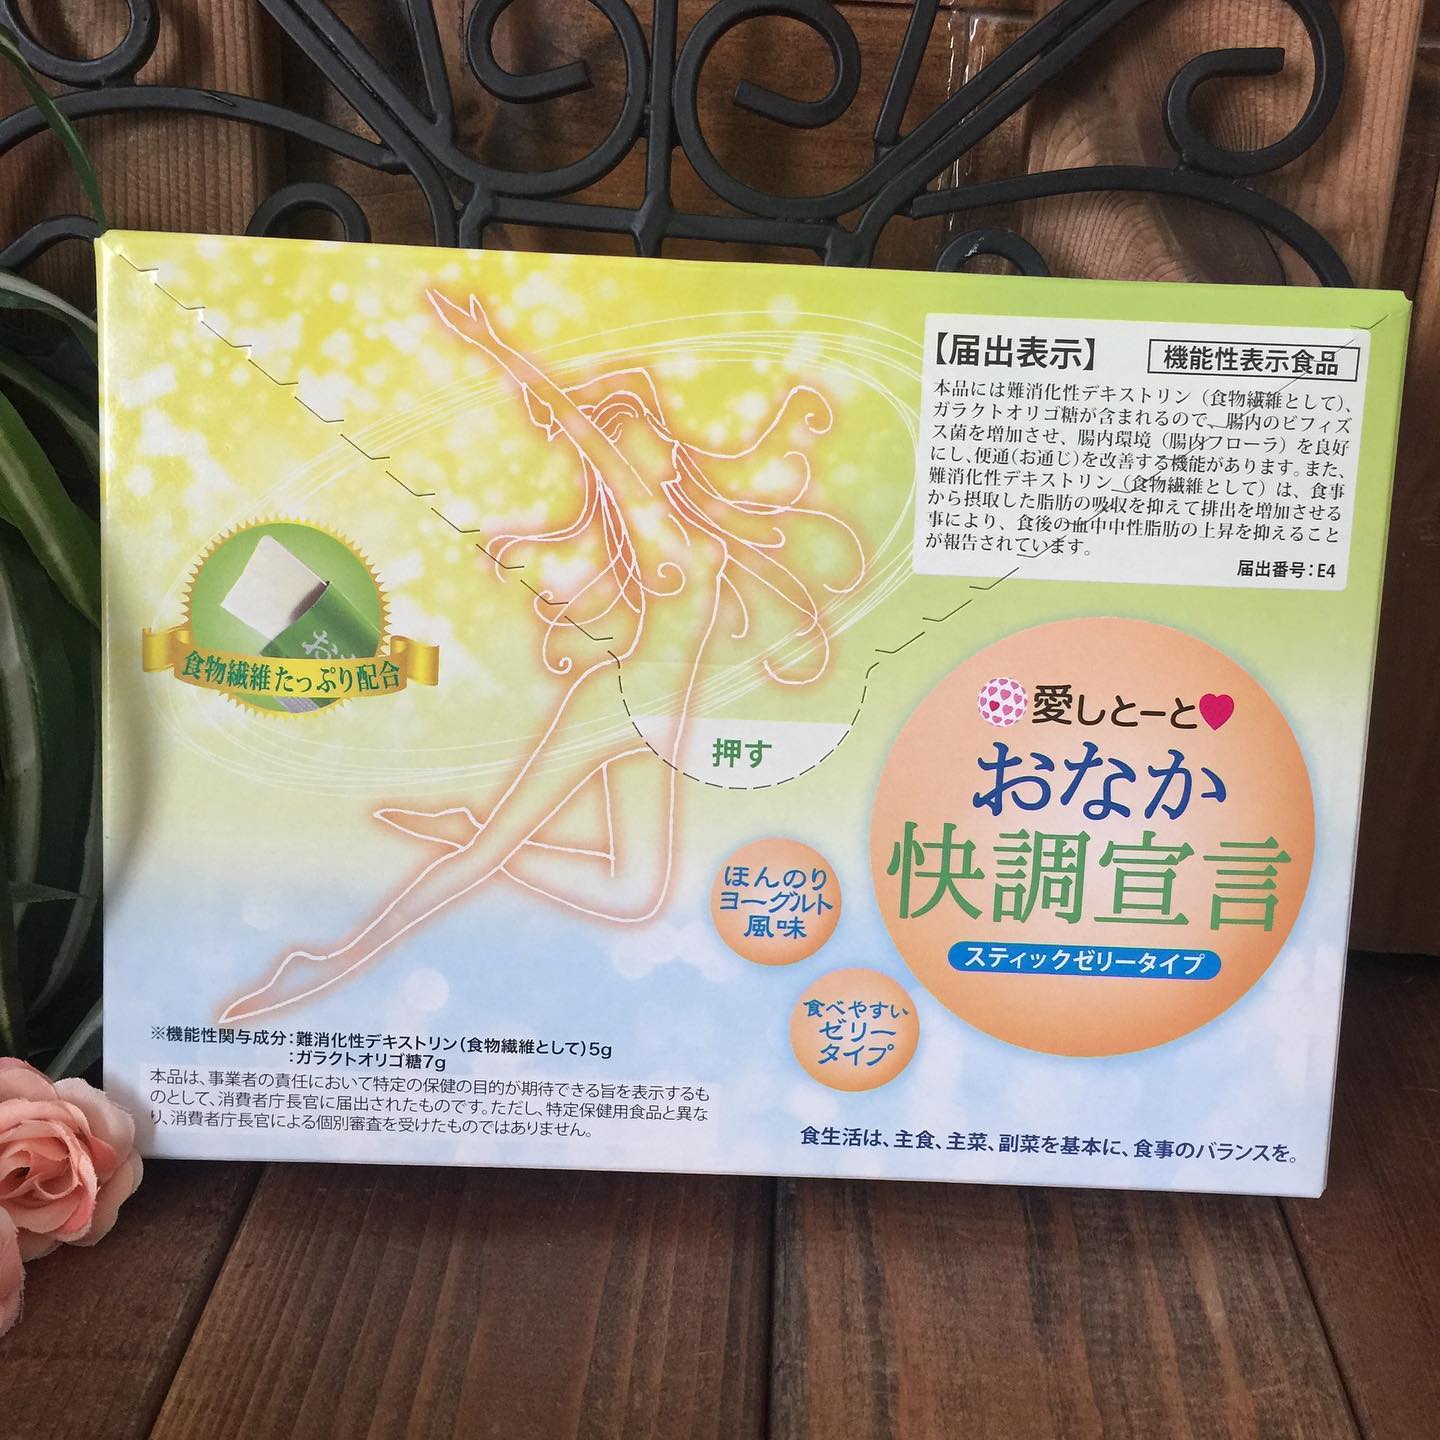 【届出表示】 機能性表示食品
本品には難消化性デキストリン(食物繊維として)、
ガラクトオリゴ糖が含まれるので、腸内のビフィズ
ス菌を増加させ、腸内環境(腸内フローラ)を良好
にし、便通(お通じ)を改善する機能があります。また、
難消化性デキストリン(食物繊維として)は、食事
から摂取した脂肪の吸収を抑えて排出を増加させる
事により、食後の血中中性脂肪の上昇を抑えること
が報告されています。
届出番号:E4
食物繊維たっぷり配合
押す
愛しとーと
おなか
快調宣言
スティックゼリータイプ
ほんのり
ヨーグルト
風味
食べやすい
ゼリー
タイプ
※機能性関与成分:難消化性デキストリン(食物繊維として)5g
:ガラクトオリゴ糖7g
本品は、事業者の責任において特定の保健の目的が期待できる旨を表示するも
のとして、消費者庁長官に届出されたものです。ただし、特定保健用食品と異な
り、消費者庁長官による個別審査を受けたものではありません。
食生活は、主食、主菜、副菜を基本に、食事のバランスを。